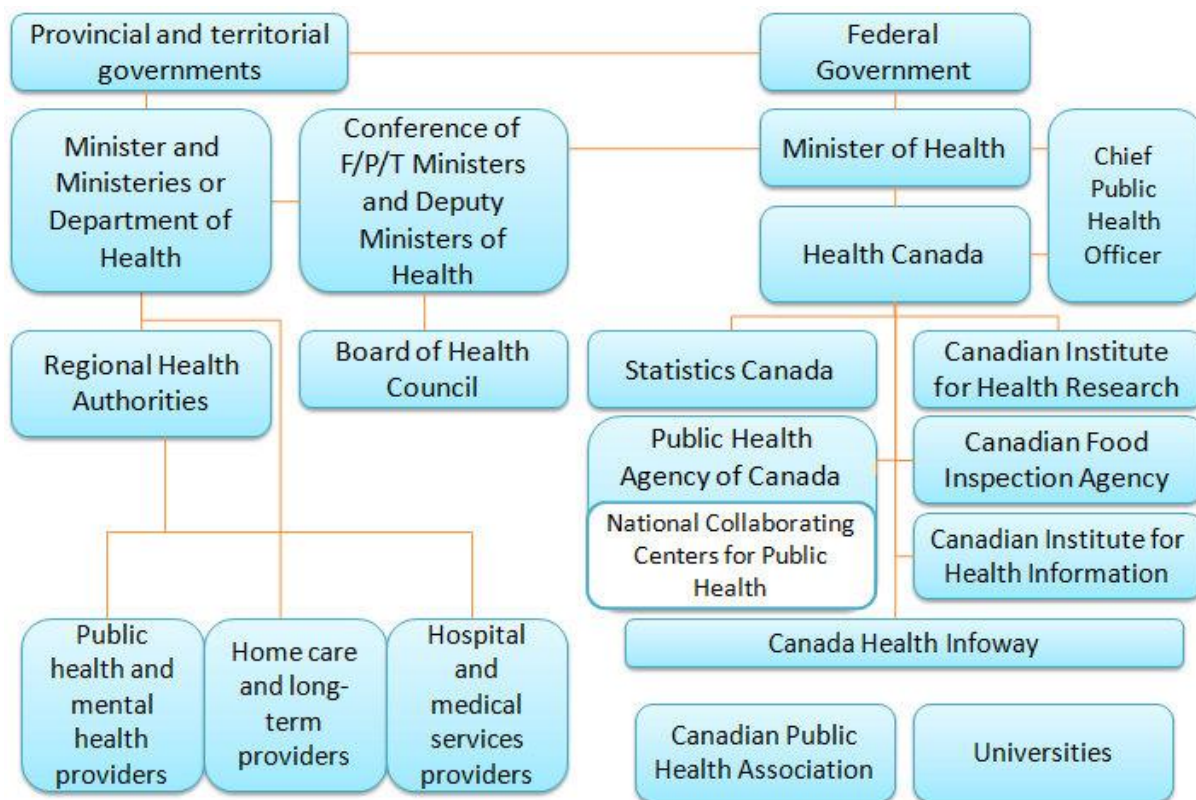 Provincial and territorial
governments
Federal
Government
Minister and
Ministeries or
Department of
Health
Conference of
F/P/T Ministers
and Deputy
Ministers of
Health
Minister of Health
Chief
Public
Health
Officer
Health Canada
Regional Health
Authorities
Board of Health
Council
Statistics Canada
Canadian Institute
for Health Research
Public Health
Agency of Canada
National Collaborating
Centers for Public
Health
Canadian Food
Inspection Agency
Canadian Institute for
Health Information
Public
health and
mental
health
providers
Home care
and long-
term
providers
Hospital
and
medical
services
providers
Canada Health Infoway
Canadian Public
Health Association
Universities